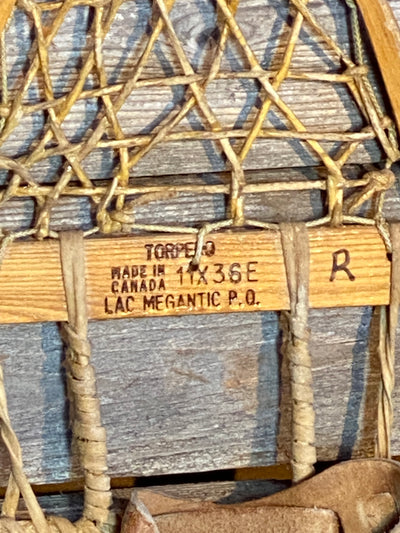 TORPEDO
MADE IN
CANADA 11X36E
LAC MEGANTIC P.Q.
R